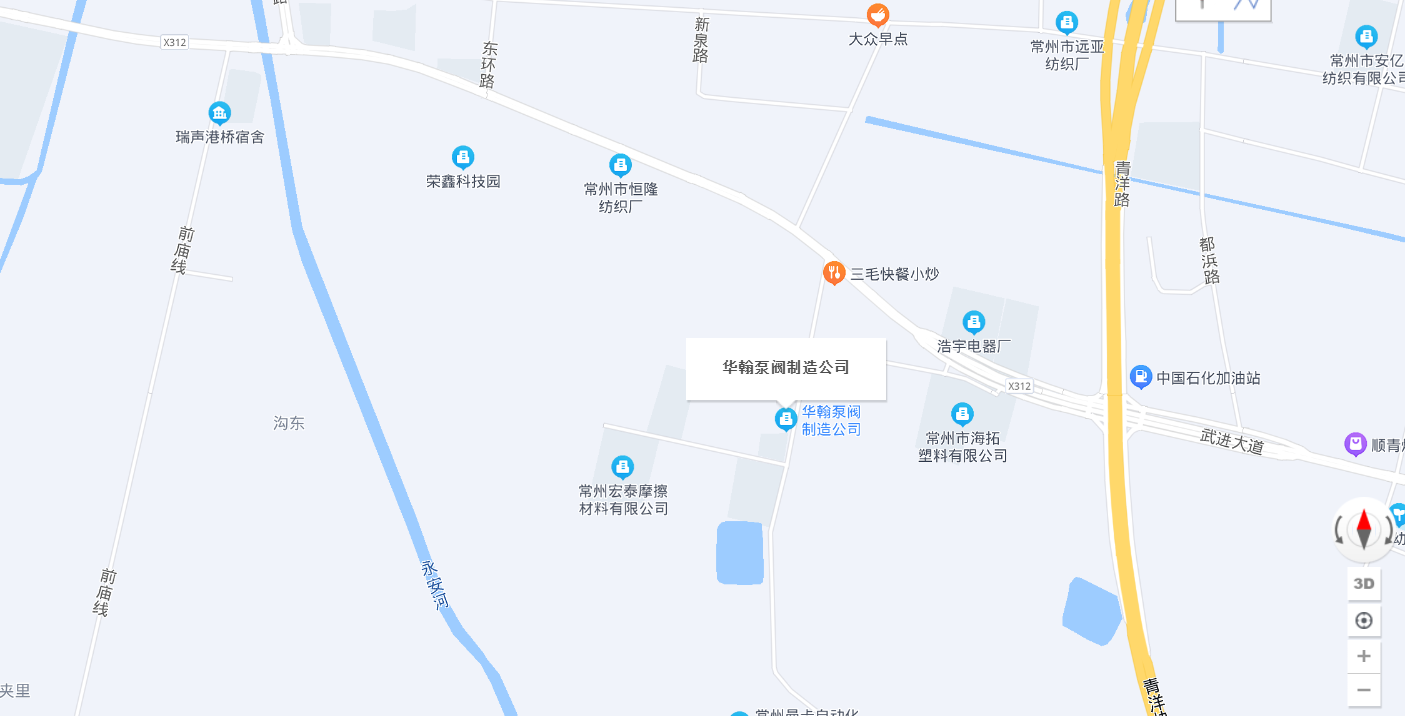 X312
新泉路
大众早点
常州市远亚
纺织厂
常州市安亿
纺织有限公司
东环路
瑞声港桥宿舍
荣鑫科技园
常州市恒隆
纺织厂
青洋路
前庙线
都浜路
三毛快餐小炒
浩宇电器厂
华翰泵阀制造公司
X312
中国石化加油站
华翰泵阀
制造公司
沟东
常州市海拓
塑料有限公司
武进大道
顺青
常州宏泰摩擦
材料有限公司
永安河
前庙线
3D
夹里
青洋